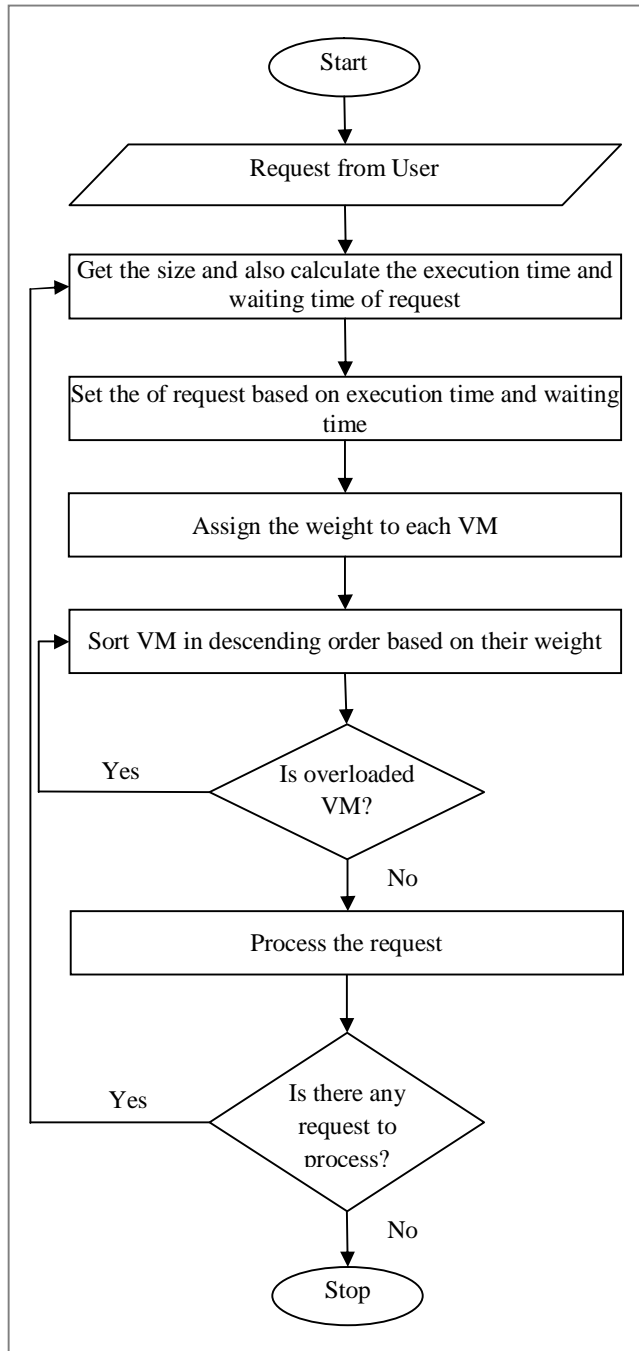 Start
Request from User
Get the size and also calculate the execution time and
waiting time of request
Set the of request based on execution time and waiting
time
Assign the weight to each VM
Sort VM in descending order based on their weight
Yes
Is overloaded
VM?
No
Process the request
Yes
Is there any
request to
process?
No
Stop